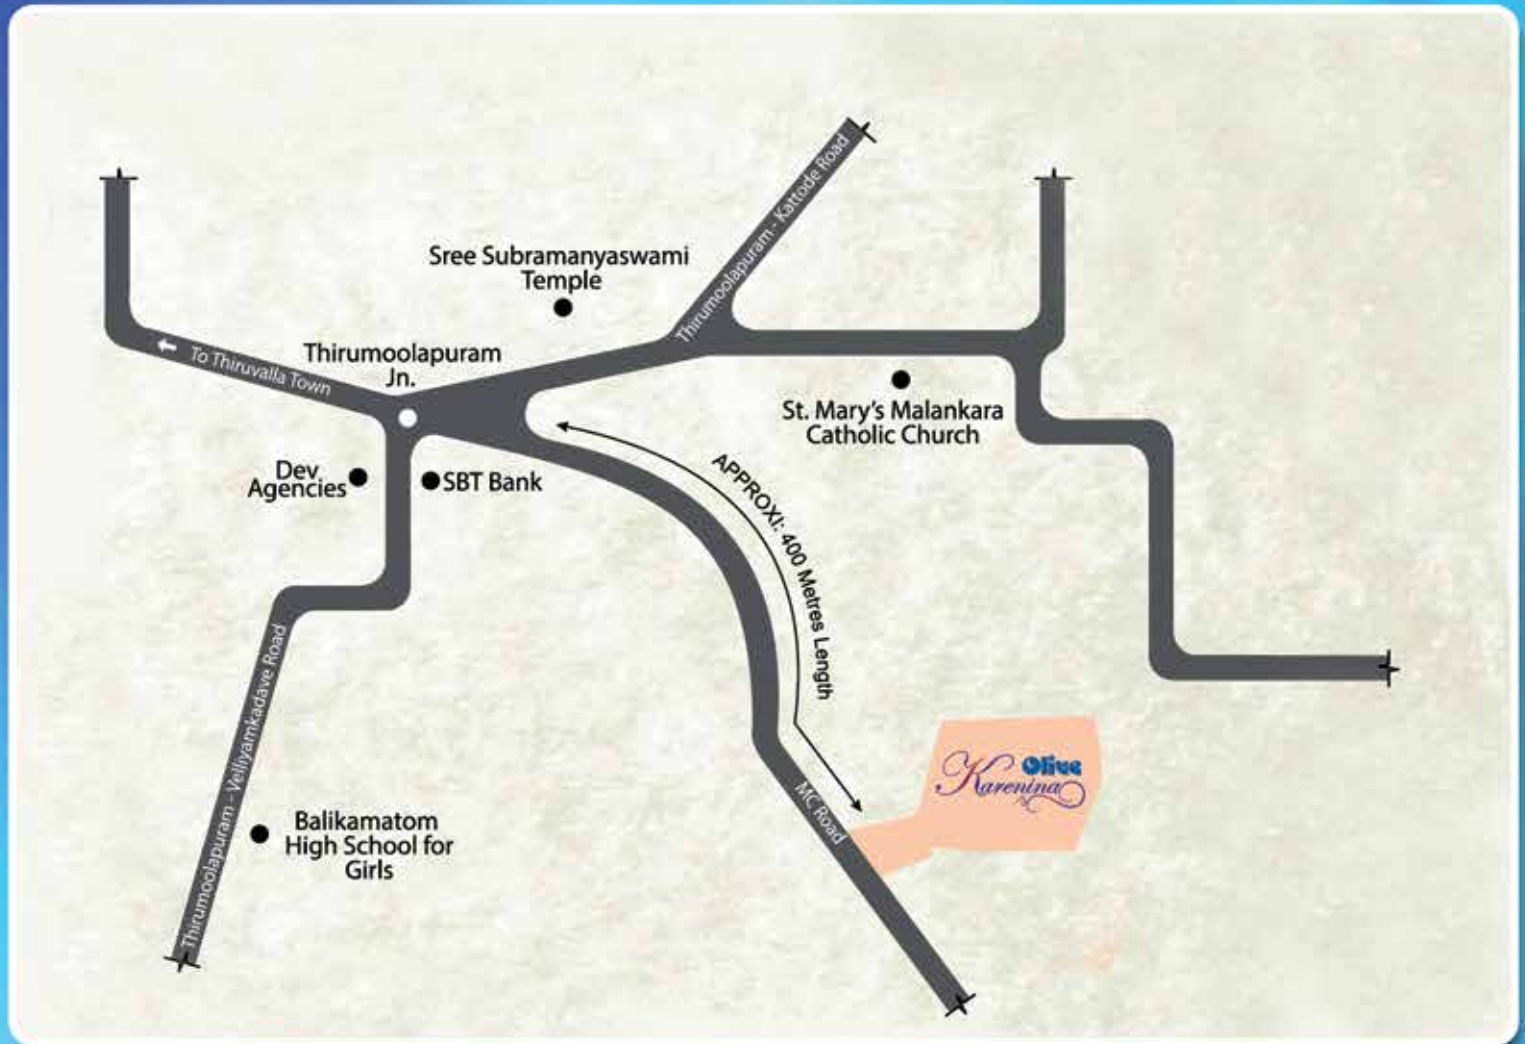 Thirumoolapuram - Kattode Road
Sree Subramanyaswami
Temple
Thirumoolapuram
Jn.
To Thiruvalla Town
St. Mary's Malankara
Catholic Church
Dev
Agencies
SBT Bank
APPROXI: 400 Metres Length
Thirumoolapuram - Velliyamkadave Road
Olive
Karenina
MC Road
Balikamatom
High School for
Girls